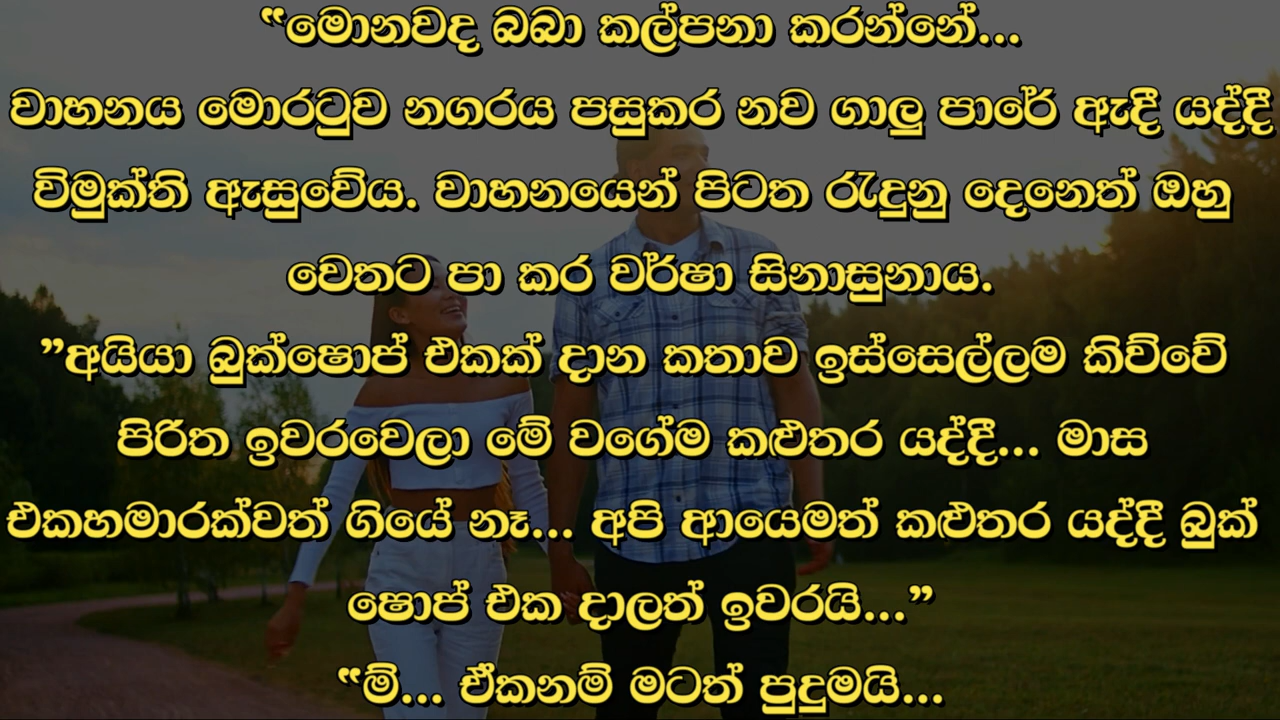 “මොනවද බබා කල්පනා කරන්නේ...
වාහනය මොරටුව නගරය පසුකර නව ගාලු පාරේ ඇදී යද්දී
විමුක්ති ඇසුවේය. වාහනයෙන් පිටත රැඳුනු දෙනෙත් ඔහු
වෙතට පා කර වර්ෂා සිනාසුනාය.
”අයියා බුක්ෂොප් එකක් දාන කතාව ඉස්සෙල්ලම කිව්වේ
පිරිත ඉවරවෙලා මේ වගේම කළුතර යද්දී... මාස
එකහමාරක්වත් ගියේ නෑ... අපි ආයෙමත් කළුතර යද්දී බුක්
ෂොප් එක දාලත් ඉවරයි...”
“ම්... ඒකනම් මටත් පුදුමයි...